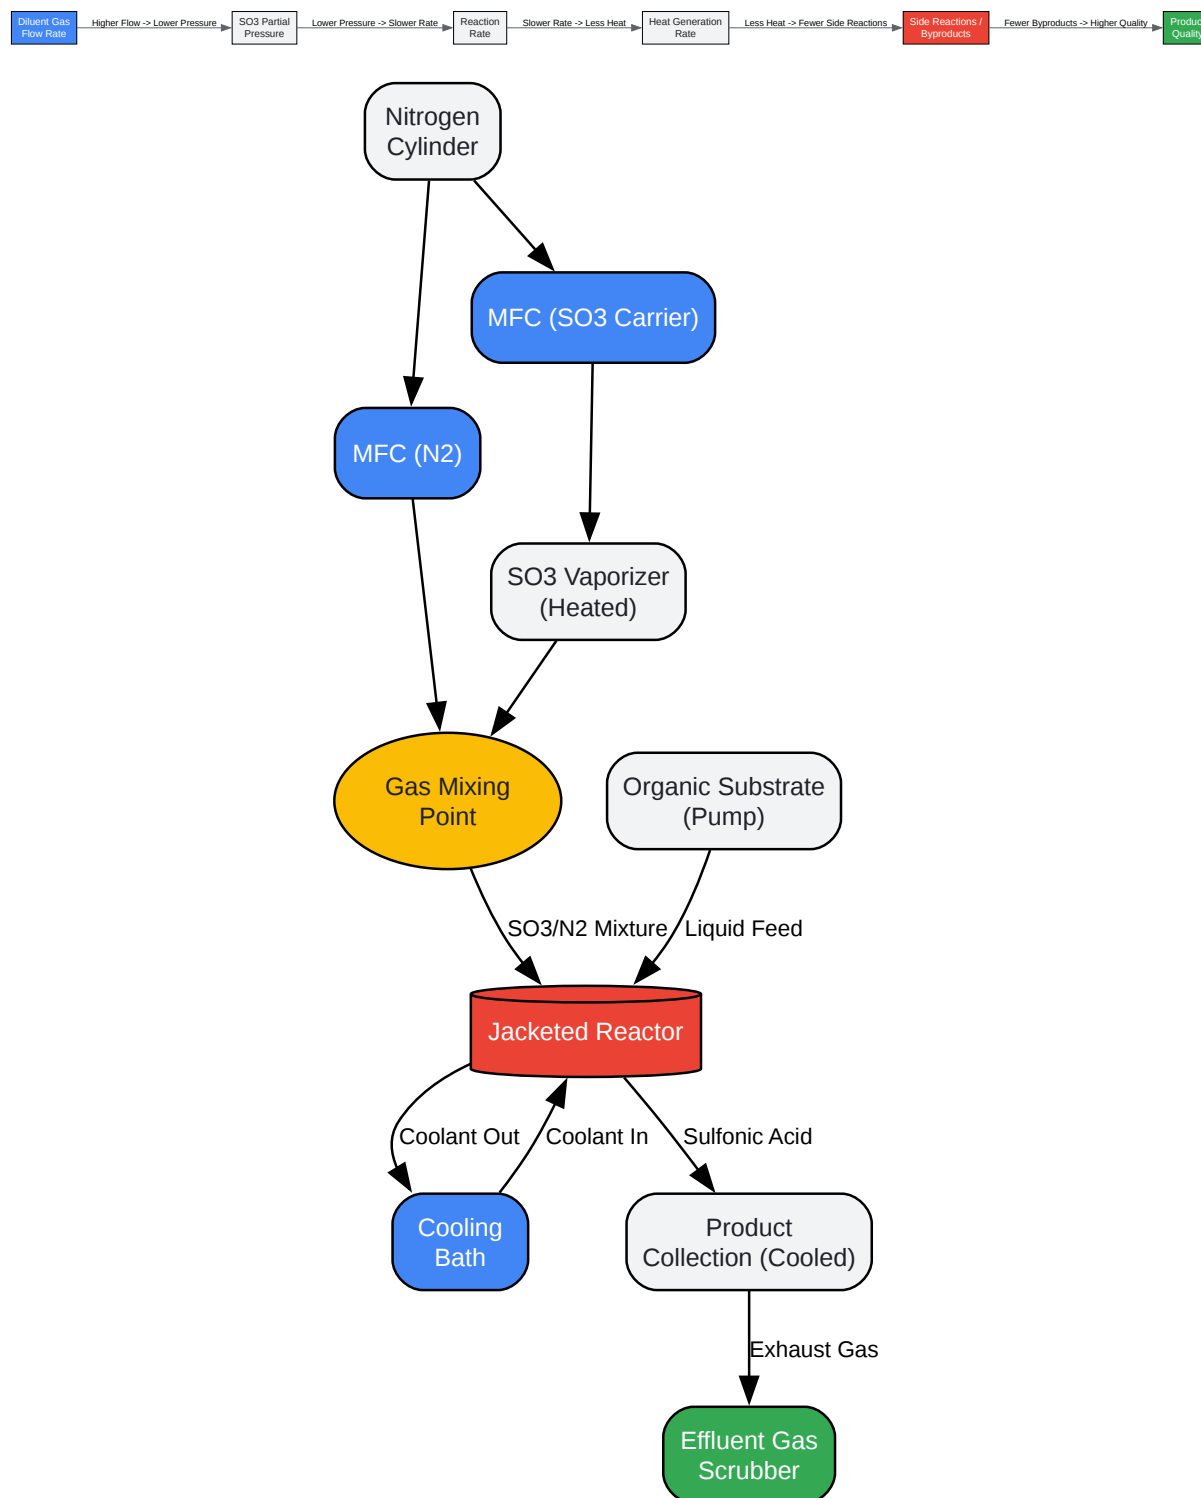 Diluent Gas
Flow Rate
Higher Flow -> Lower Pressure
SO3 Partial
Pressure
Lower Pressure -> Slower Rate
Reaction
Rate
Slower Rate -> Less Heat
Heat Generation
Rate
Less Heat -> Fewer Side Reactions
Side Reactions /
Byproducts
Fewer Byproducts -> Higher Quality
Product
Quality
Nitrogen
Cylinder
MFC (SO3 Carrier)
MFC (N2)
SO3 Vaporizer
(Heated)
Gas Mixing
Point
Organic Substrate
(Pump)
SO3/N2 Mixture
Liquid Feed
Jacketed Reactor
Coolant Out
Coolant In
Sulfonic Acid
Cooling
Bath
Product
Collection (Cooled)
Exhaust Gas
Effluent Gas
Scrubber